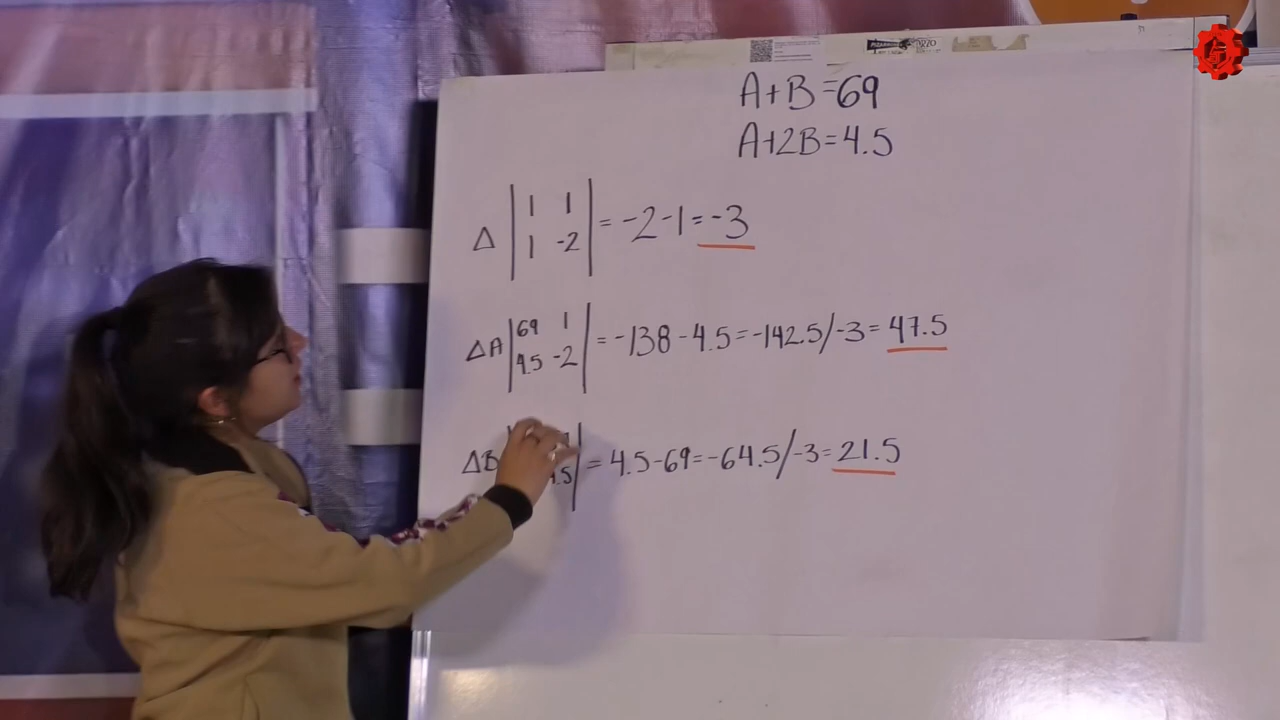 A+B=69
A+2B=4.5
Δ | 1 1 |
| 1 -2 | = -2-1=-3
ΔA | 69 1 |
| 4.5 -2 | = -138-4.5=-142.5/-3=47.5
ΔB = 4.5-69=-64.5/-3=21.5